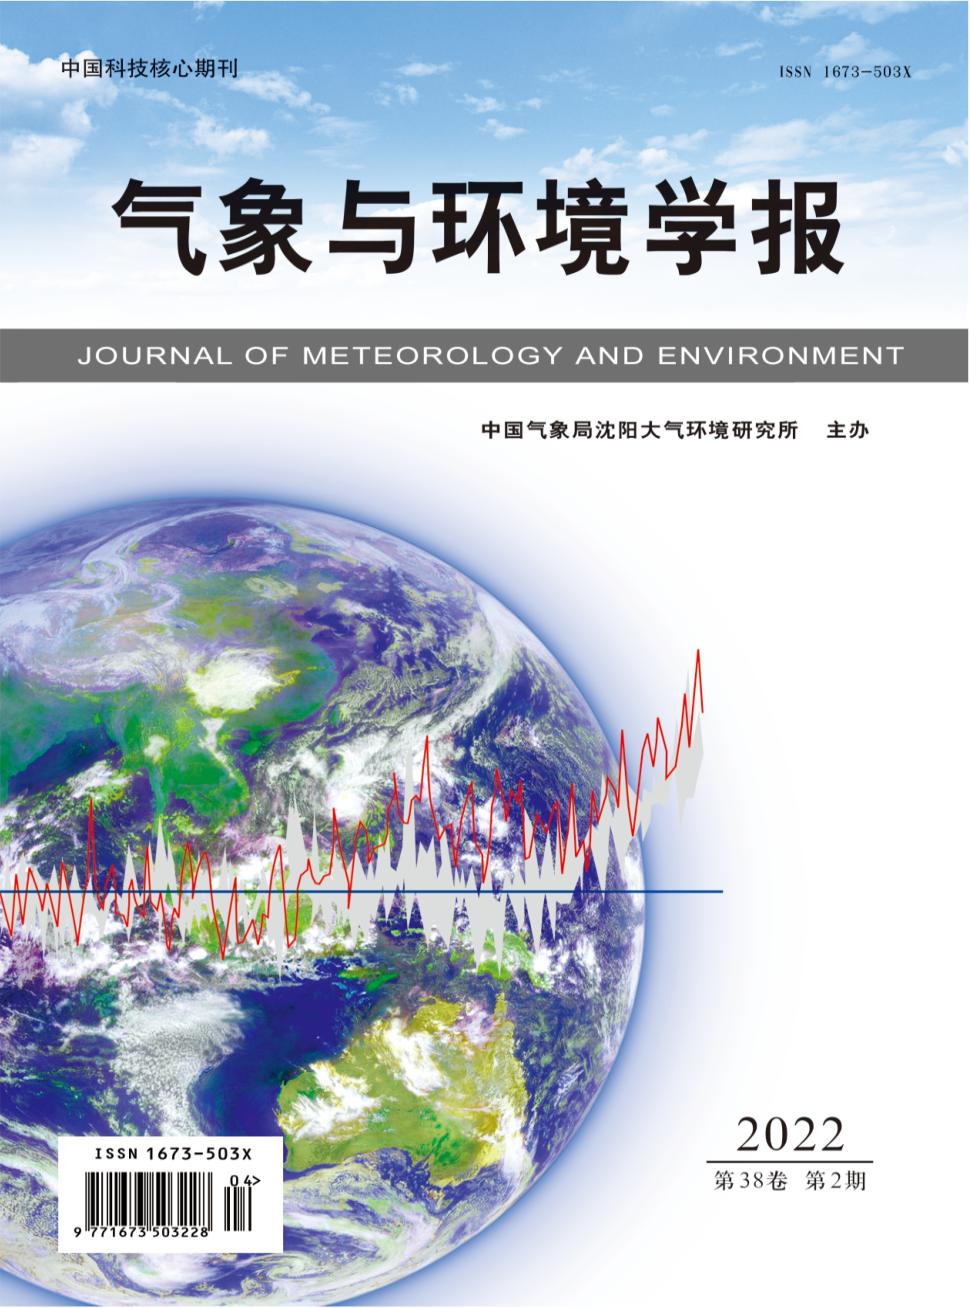 中国科技核心期刊
ISSN 1673-503X
气象与环境学报
JOURNAL OF METEOROLOGY AND ENVIRONMENT
中国气象局沈阳大气环境研究所 主办
2022
第38卷 第2期
ISSN 1673-503X
04>
9 771673 503228